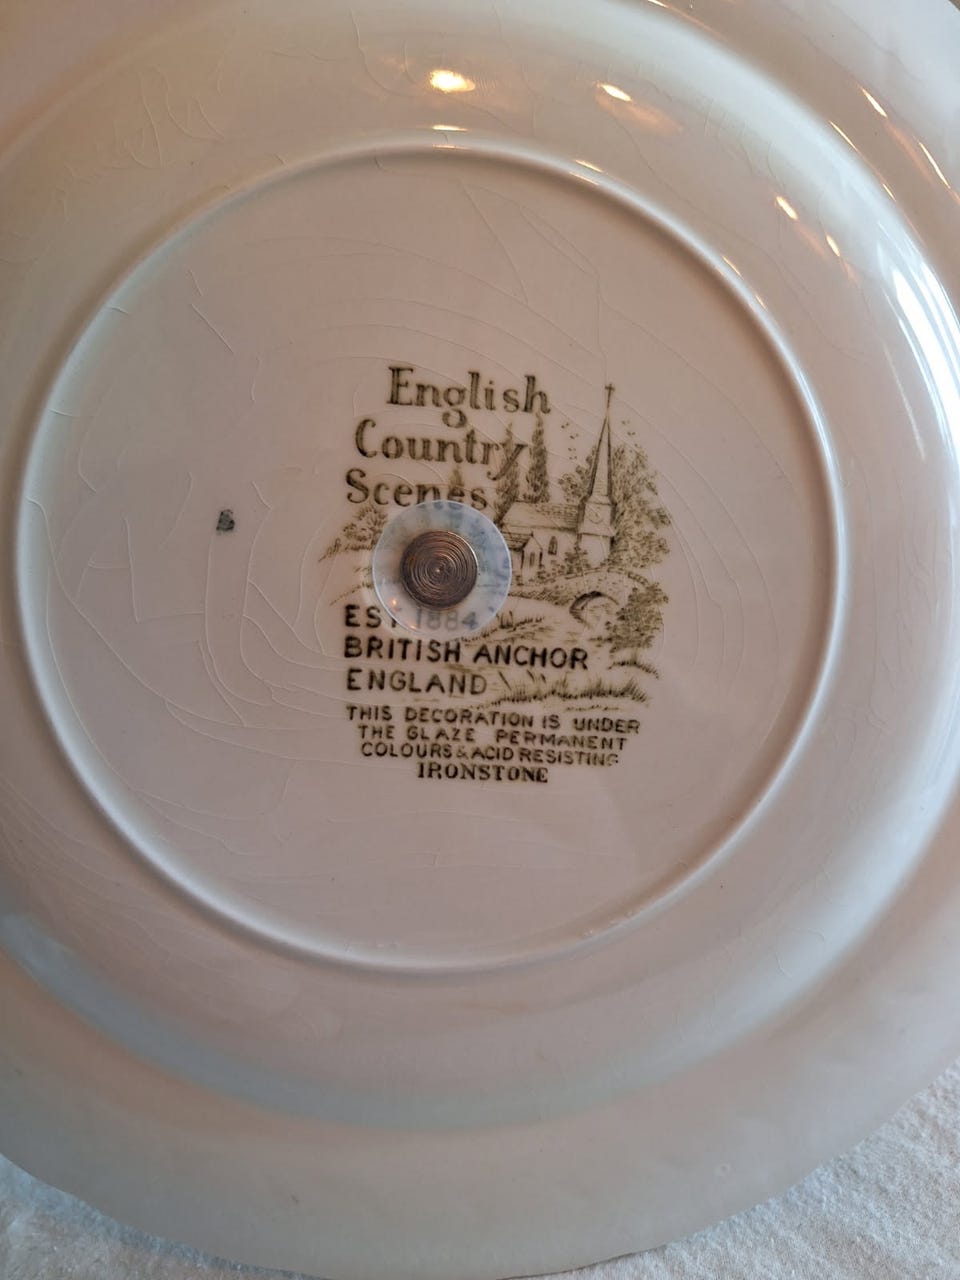 English
Country
Scenes
EST 1884
BRITISH ANCHOR
ENGLAND
THIS DECORATION IS UNDER
THE GLAZE PERMANENT
COLOURS & ACID RESISTING
IRONSTONE